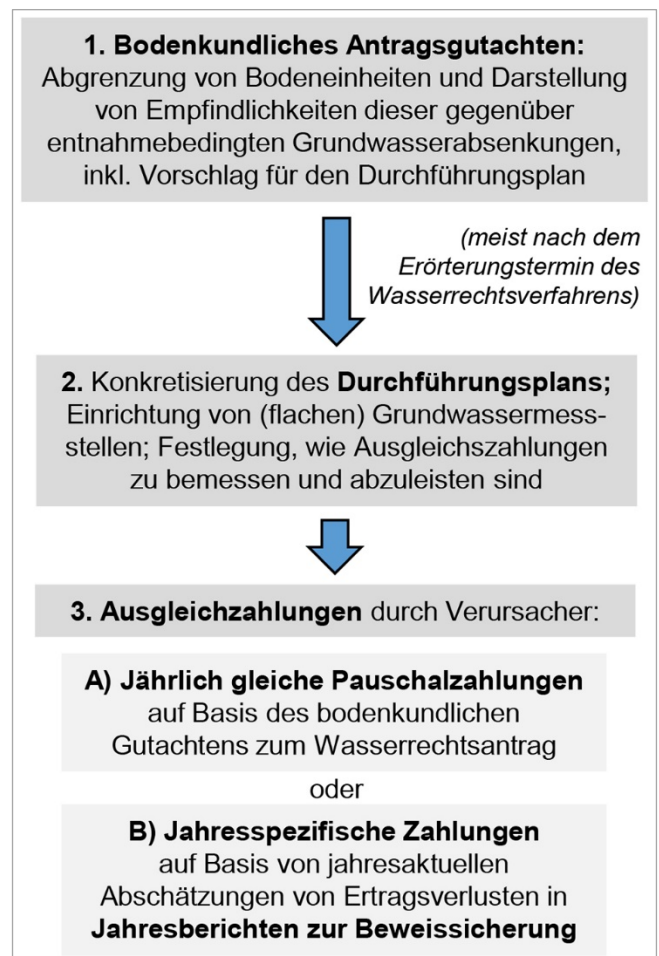 1. Bodenkundliches Antragsgutachten:
Abgrenzung von Bodeneinheiten und Darstellung
von Empfindlichkeiten dieser gegenüber
entnahmebedingten Grundwasserabsenkungen,
inkl. Vorschlag für den Durchführungsplan
(meist nach dem
Erörterungstermin des
Wasserrechtsverfahrens)
2. Konkretisierung des Durchführungsplans;
Einrichtung von (flachen) Grundwassermess-
stellen; Festlegung, wie Ausgleichszahlungen
zu bemessen und abzuleisten sind
3. Ausgleichzahlungen durch Verursacher:
A) Jährlich gleiche Pauschalzahlungen
auf Basis des bodenkundlichen
Gutachtens zum Wasserrechtsantrag
oder
B) Jahresspezifische Zahlungen
auf Basis von jahresaktuellen
Abschätzungen von Ertragsverlusten in
Jahresberichten zur Beweissicherung